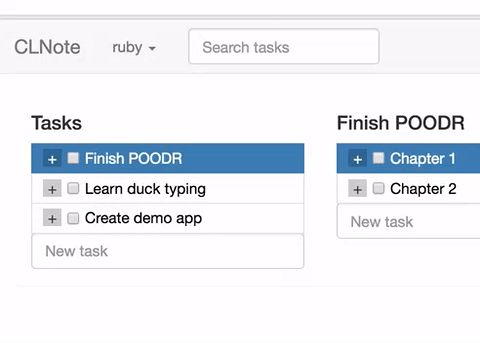 CLNote ruby Search tasks
Tasks
+ Finish POODR
+ Learn duck typing
+ Create demo app
New task
Finish POODR
+ Chapter 1
+ Chapter 2
New task